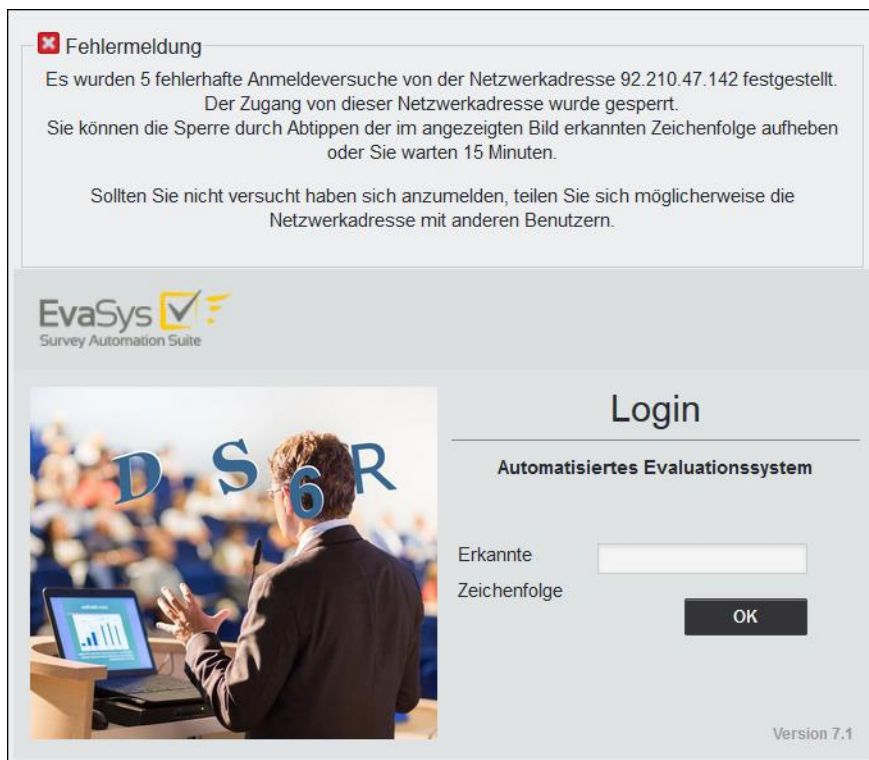 Fehlermeldung
Es wurden 5 fehlerhafte Anmeldeversuche von der Netzwerkadresse 92.210.47.142 festgestellt.
Der Zugang von dieser Netzwerkadresse wurde gesperrt.
Sie können die Sperre durch Abtippen der im angezeigten Bild erkannten Zeichenfolge aufheben
oder Sie warten 15 Minuten.
Sollten Sie nicht versucht haben sich anzumelden, teilen Sie sich möglicherweise die
Netzwerkadresse mit anderen Benutzern.
EvaSys
Survey Automation Suite
D S 6 R
Login
Automatisiertes Evaluationssystem
Erkannte
Zeichenfolge
OK
Version 7.1